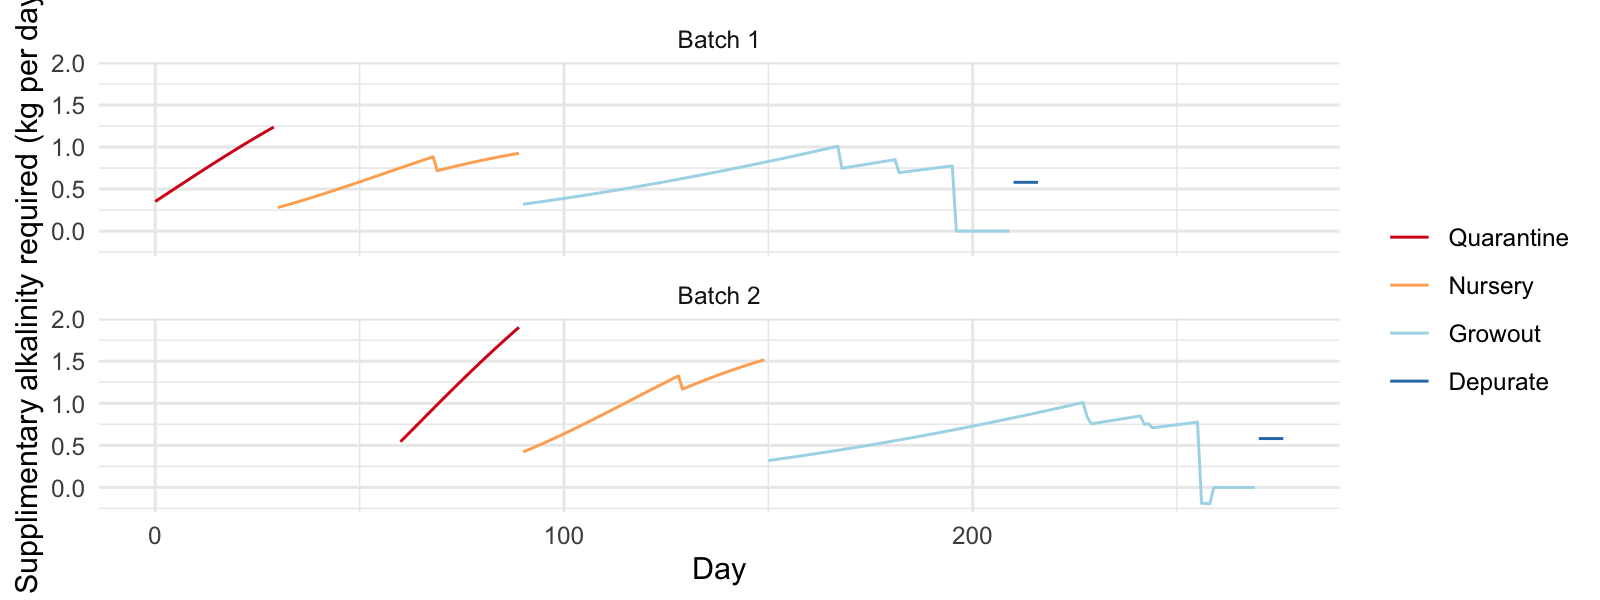 Supplimentary alkalinity required (kg per day
Batch 1
2.0
1.5
1.0
0.5
0.0
Batch 2
2.0
1.5
1.0
0.5
0.0
0 100 200
Day
Quarantine
Nursery
Growout
Depurate